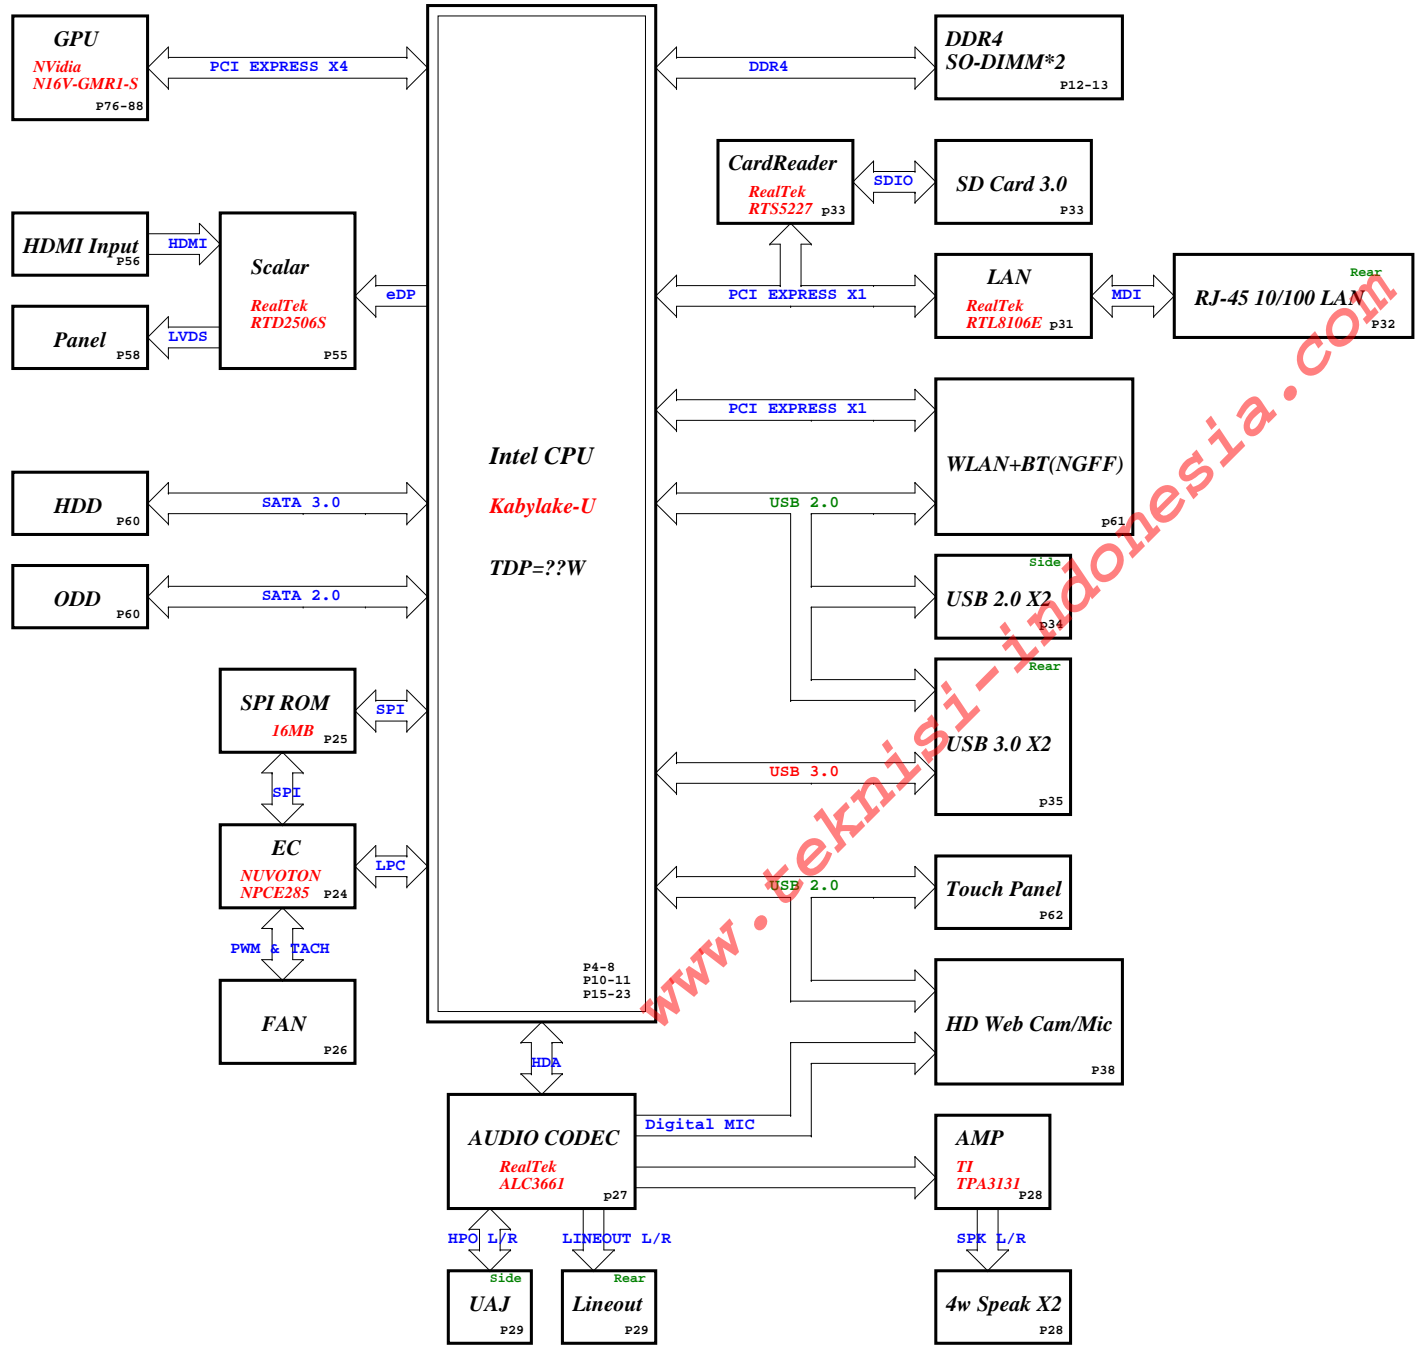 GPU
NVidia
N16V-GMR1-S
P76-88
PCI EXPRESS X4
DDR4
DDR4
SO-DIMM*2
P12-13
CardReader
RealTek
RTS5227
p33
SDIO
SD Card 3.0
P33
HDMI Input
P56
HDMI
Scalar
RealTek
RTD2506S
P55
eDP
Panel
P58
LVDS
PCI EXPRESS X1
LAN
RealTek
RTL8106E
p31
MDI
Rear
RJ-45 10/100 LAN
P32
PCI EXPRESS X1
WLAN+BT(NGFF)
p61
USB 2.0
Intel CPU
Kabylake-U
TDP=??W
P4-8
P10-11
P15-23
HDD
P60
SATA 3.0
ODD
P60
SATA 2.0
Side
USB 2.0 X2
p34
Rear
USB 3.0 X2
p35
USB 3.0
SPI ROM
16MB
P25
SPI
SPI
EC
NUVOTON
NPCE285
P24
LPC
PWM & TACH
FAN
P26
USB 2.0
Touch Panel
P62
HD Web Cam/Mic
P38
HDA
AUDIO CODEC
RealTek
ALC3661
p27
Digital MIC
AMP
TI
TPA3131
P28
HPO L/R
LINEOUT L/R
SPK L/R
Side
UAJ
P29
Rear
Lineout
P29
4w Speak X2
P28
www.teknisi-indonesia.com